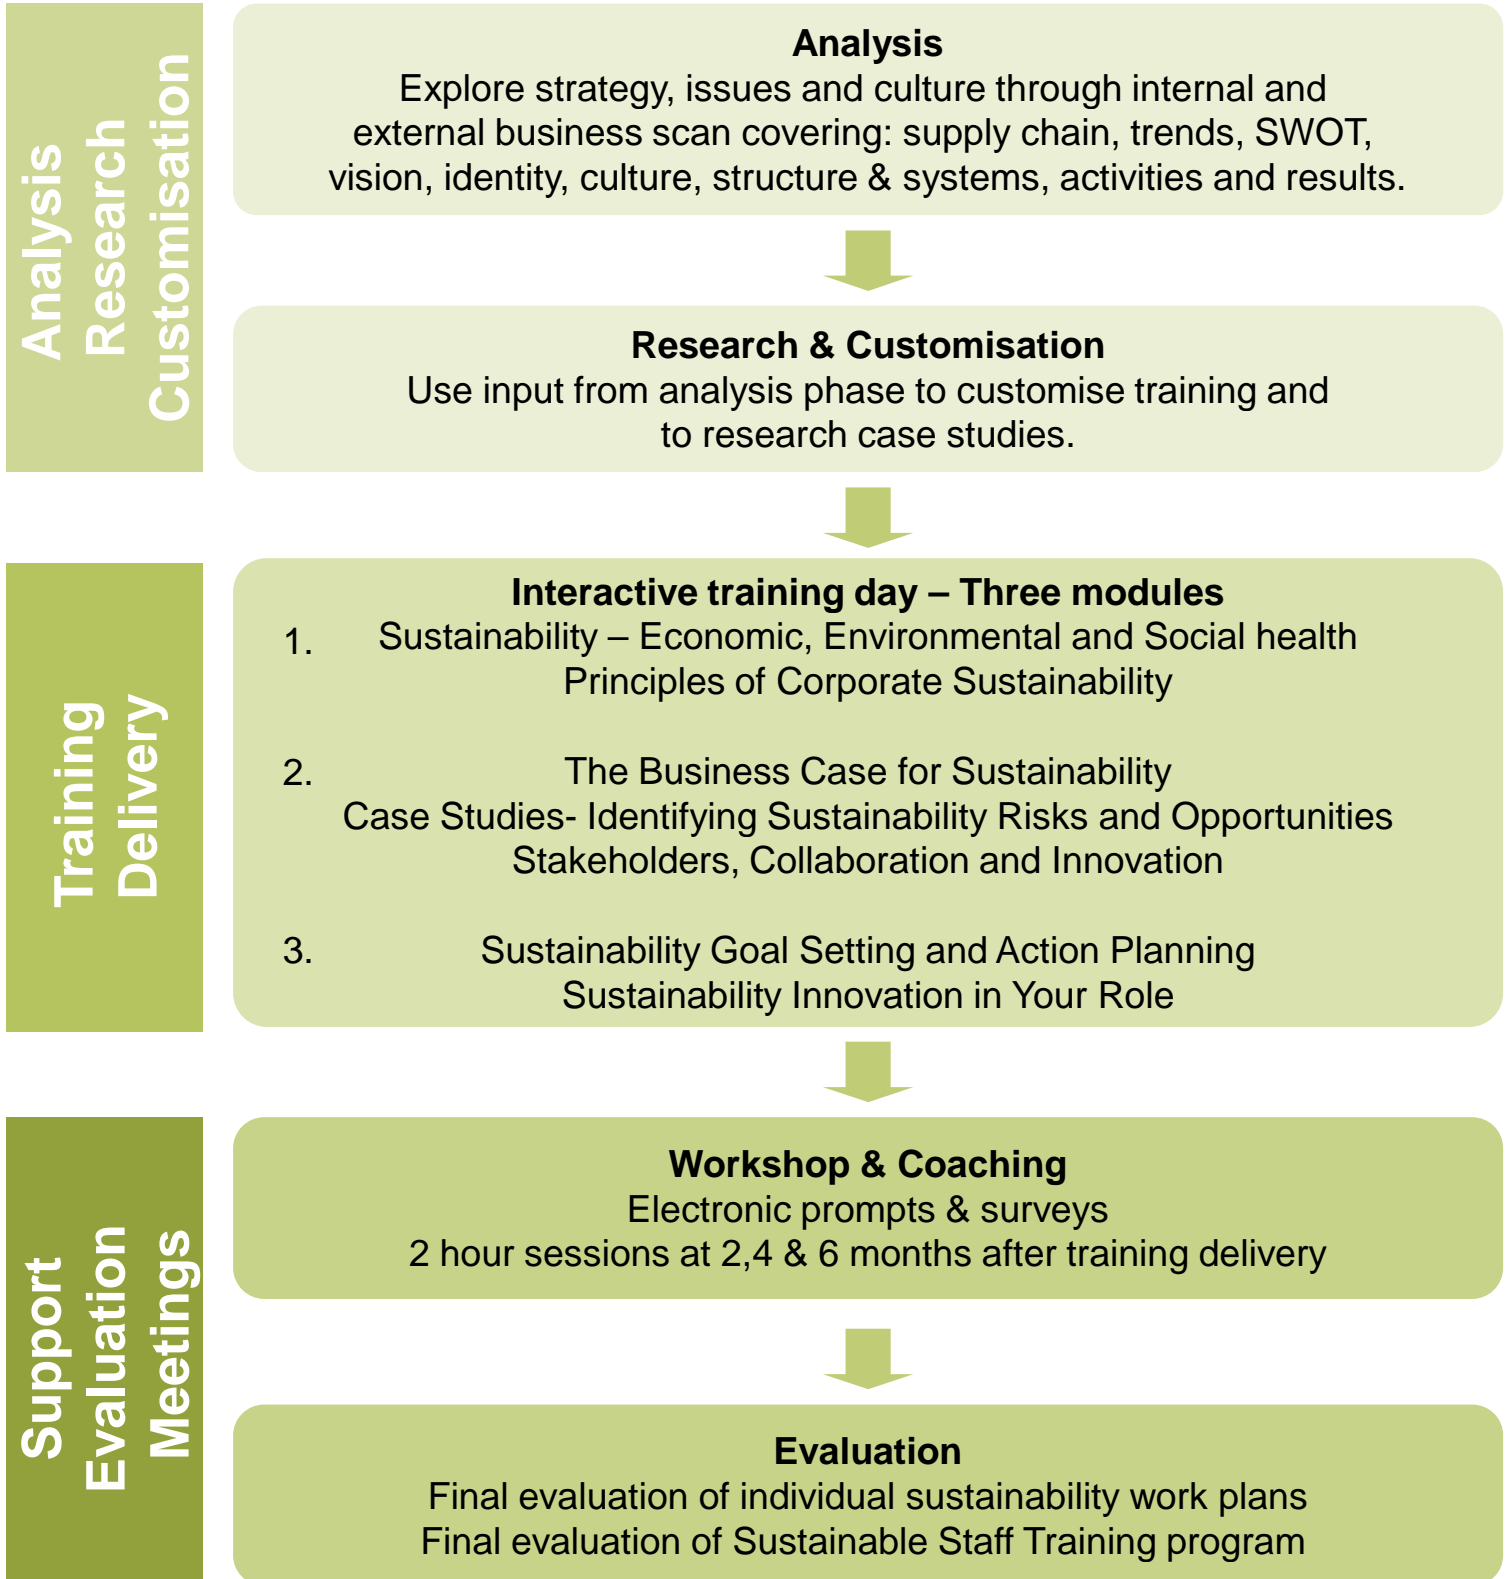 Analysis
Research
Customisation
Analysis
Explore strategy, issues and culture through internal and
external business scan covering: supply chain, trends, SWOT,
vision, identity, culture, structure & systems, activities and results.
Research & Customisation
Use input from analysis phase to customise training and
to research case studies.
Training
Delivery
Interactive training day – Three modules
1. Sustainability – Economic, Environmental and Social health
Principles of Corporate Sustainability
2. The Business Case for Sustainability
Case Studies- Identifying Sustainability Risks and Opportunities
Stakeholders, Collaboration and Innovation
3. Sustainability Goal Setting and Action Planning
Sustainability Innovation in Your Role
Support
Evaluation
Meetings
Workshop & Coaching
Electronic prompts & surveys
2 hour sessions at 2,4 & 6 months after training delivery
Evaluation
Final evaluation of individual sustainability work plans
Final evaluation of Sustainable Staff Training program